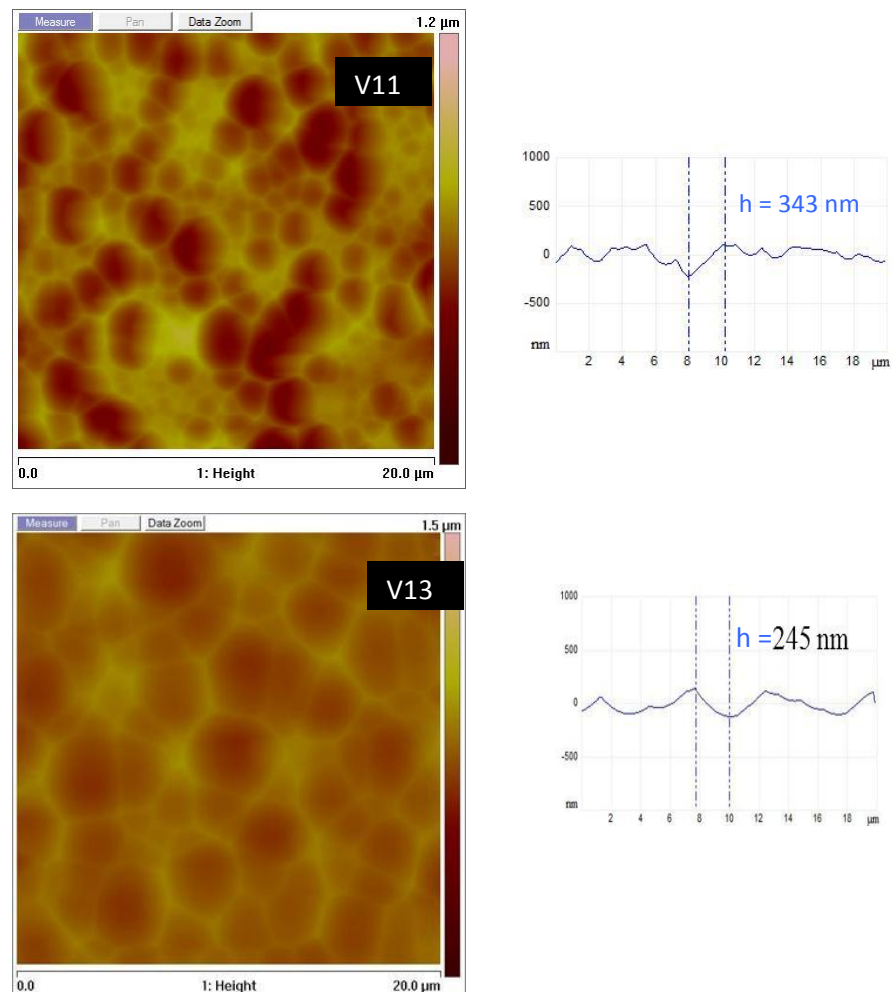 Measure Pan Data Zoom 1.2 µm
V11
0.0 1: Height 20.0 µm
1000
500
0
-500
nm
2 4 6 8 10 12 14 16 18 µm
h = 343 nm
Measure Pan Data Zoom 1.5 µm
V13
0.0 1: Height 20.0 µm
1000
500
0
-500
nm
2 4 6 8 10 12 14 16 18 µm
h =245 nm